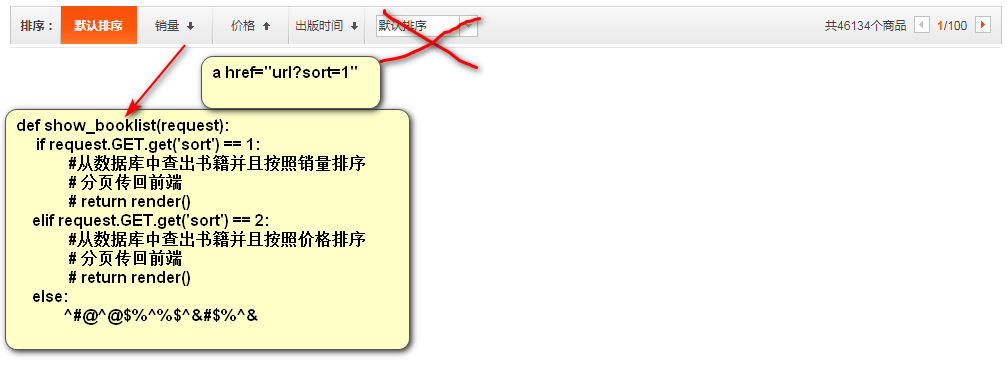 排序： 默认排序 销量 价格 出版时间 默认排序 共46134个商品 1/100
a href="url?sort=1"
def show_booklist(request):
if request.GET.get('sort') == 1:
#从数据库中查出书籍并且按照销量排序
# 分页传回前端
# return render()
elif request.GET.get('sort') == 2:
#从数据库中查出书籍并且按照价格排序
# 分页传回前端
# return render()
else:
^#@^@$%^%$^&#$%^&